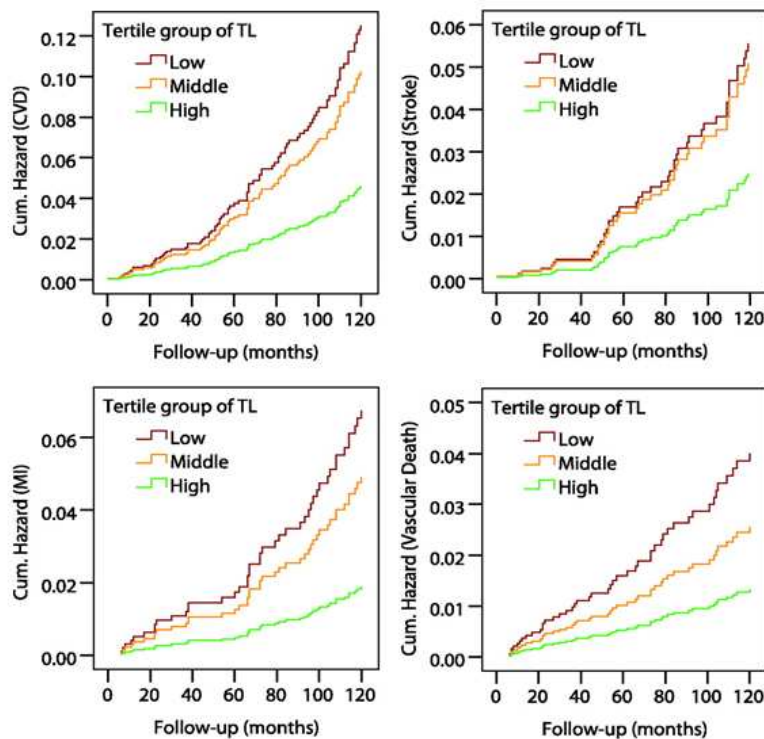 Tertile group of TL
Low
Middle
High
Cum. Hazard (CVD)
0.12
0.10
0.08
0.06
0.04
0.02
0.00
0 20 40 60 80 100 120
Follow-up (months)
Tertile group of TL
Low
Middle
High
Cum. Hazard (Stroke)
0.06
0.05
0.04
0.03
0.02
0.01
0.00
0 20 40 60 80 100 120
Follow-up (months)
Tertile group of TL
Low
Middle
High
Cum. Hazard (MI)
0.06
0.04
0.02
0.00
0 20 40 60 80 100 120
Follow-up (months)
Tertile group of TL
Low
Middle
High
Cum. Hazard (Vascular Death)
0.05
0.04
0.03
0.02
0.01
0.00
0 20 40 60 80 100 120
Follow-up (months)